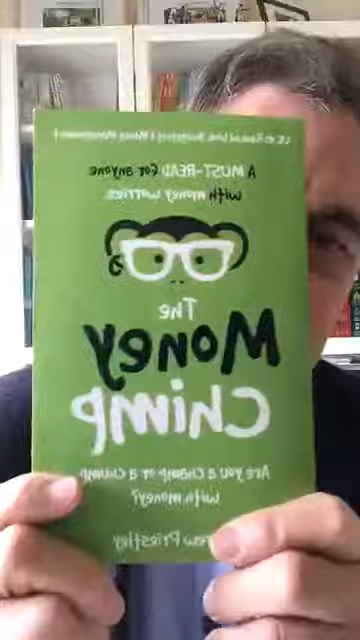 Budgeting & Money Management
A MUST-READ for anyone
with money worries
The
Money
Chimp
Are you a champ or a chump
with money?
Priestley